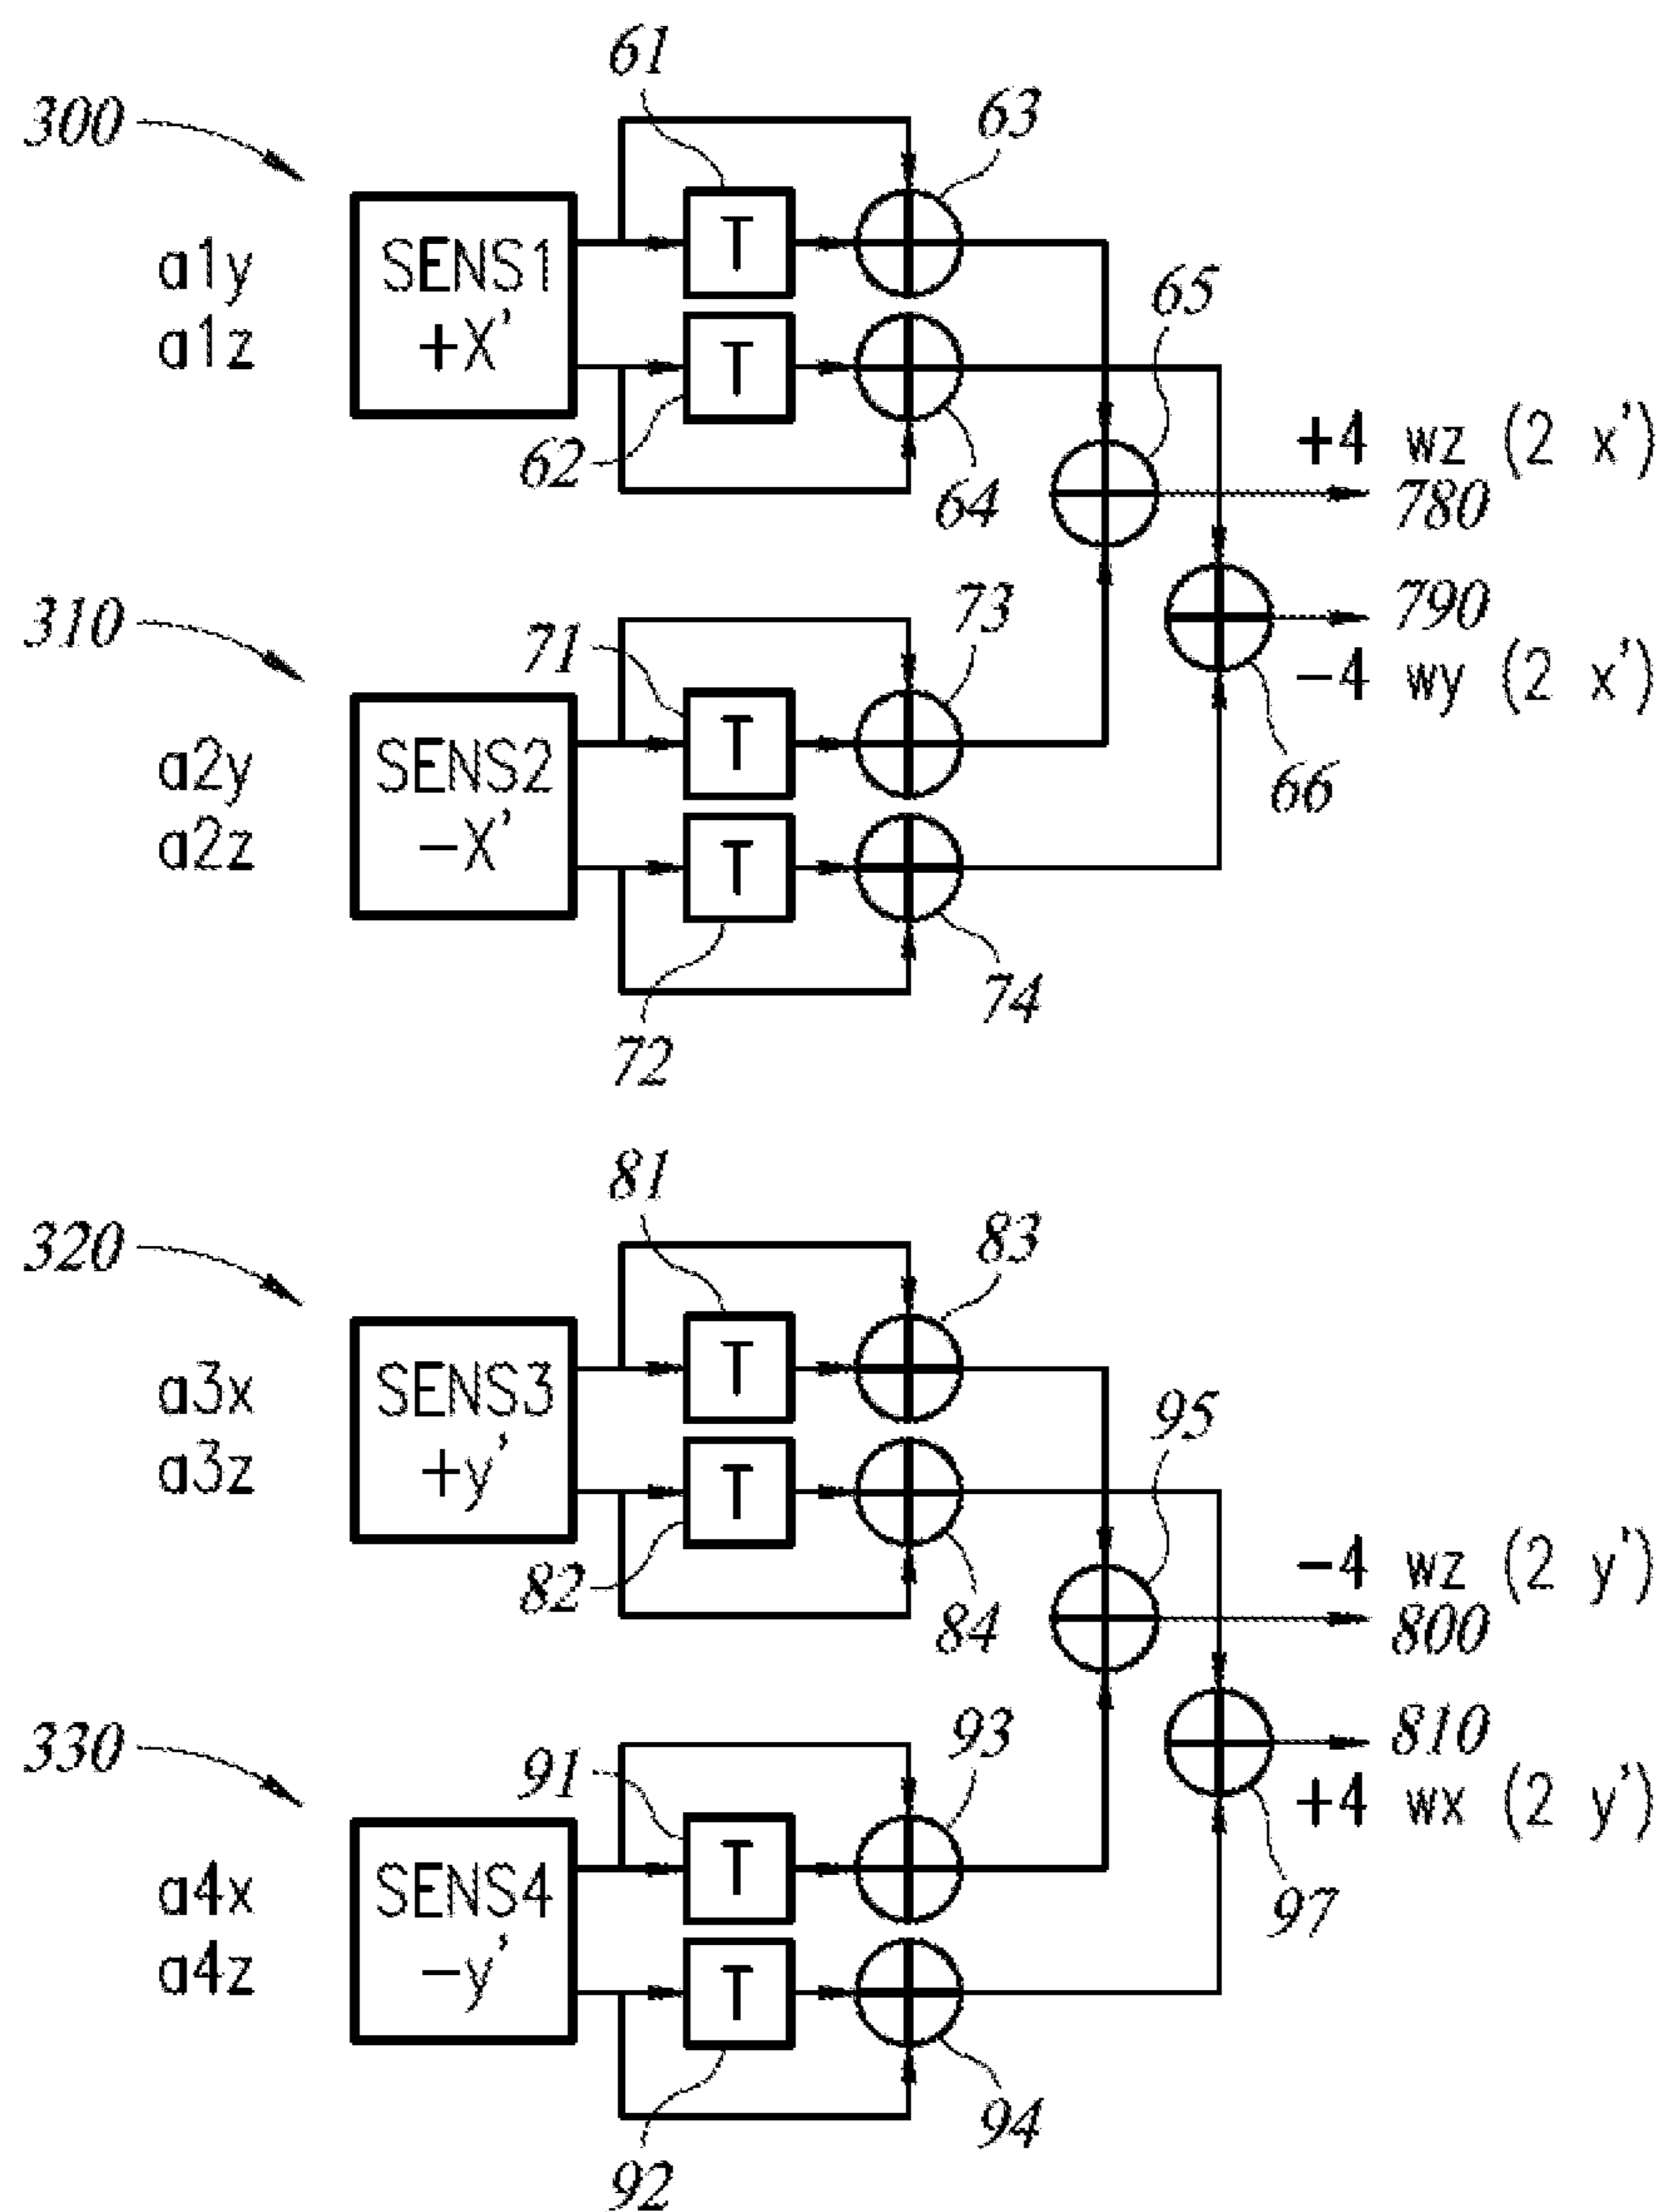 61
300
63
a1y
a1z
SENS1
+X'
T
T
65
62
64
+4 wz (2 x')
780
310
71
73
790
-4 wy (2 x')
a2y
a2z
SENS2
-X'
T
T
66
72
74
81
320
83
a3x
a3z
SENS3
+y'
T
T
95
82
84
-4 wz (2 y')
800
330
91
93
810
+4 wx (2 y')
a4x
a4z
SENS4
-y'
T
T
97
92
94